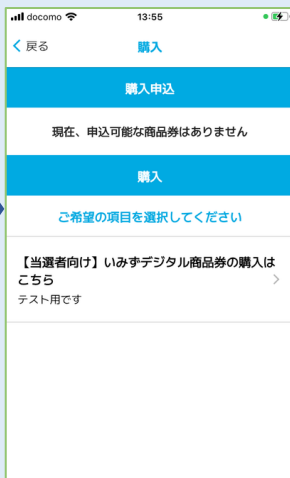 docomo 13:55
戻る 購入
購入申込
現在、申込可能な商品券はありません
購入
ご希望の項目を選択してください
【当選者向け】いみずデジタル商品券の購入は
こちら
テスト用です